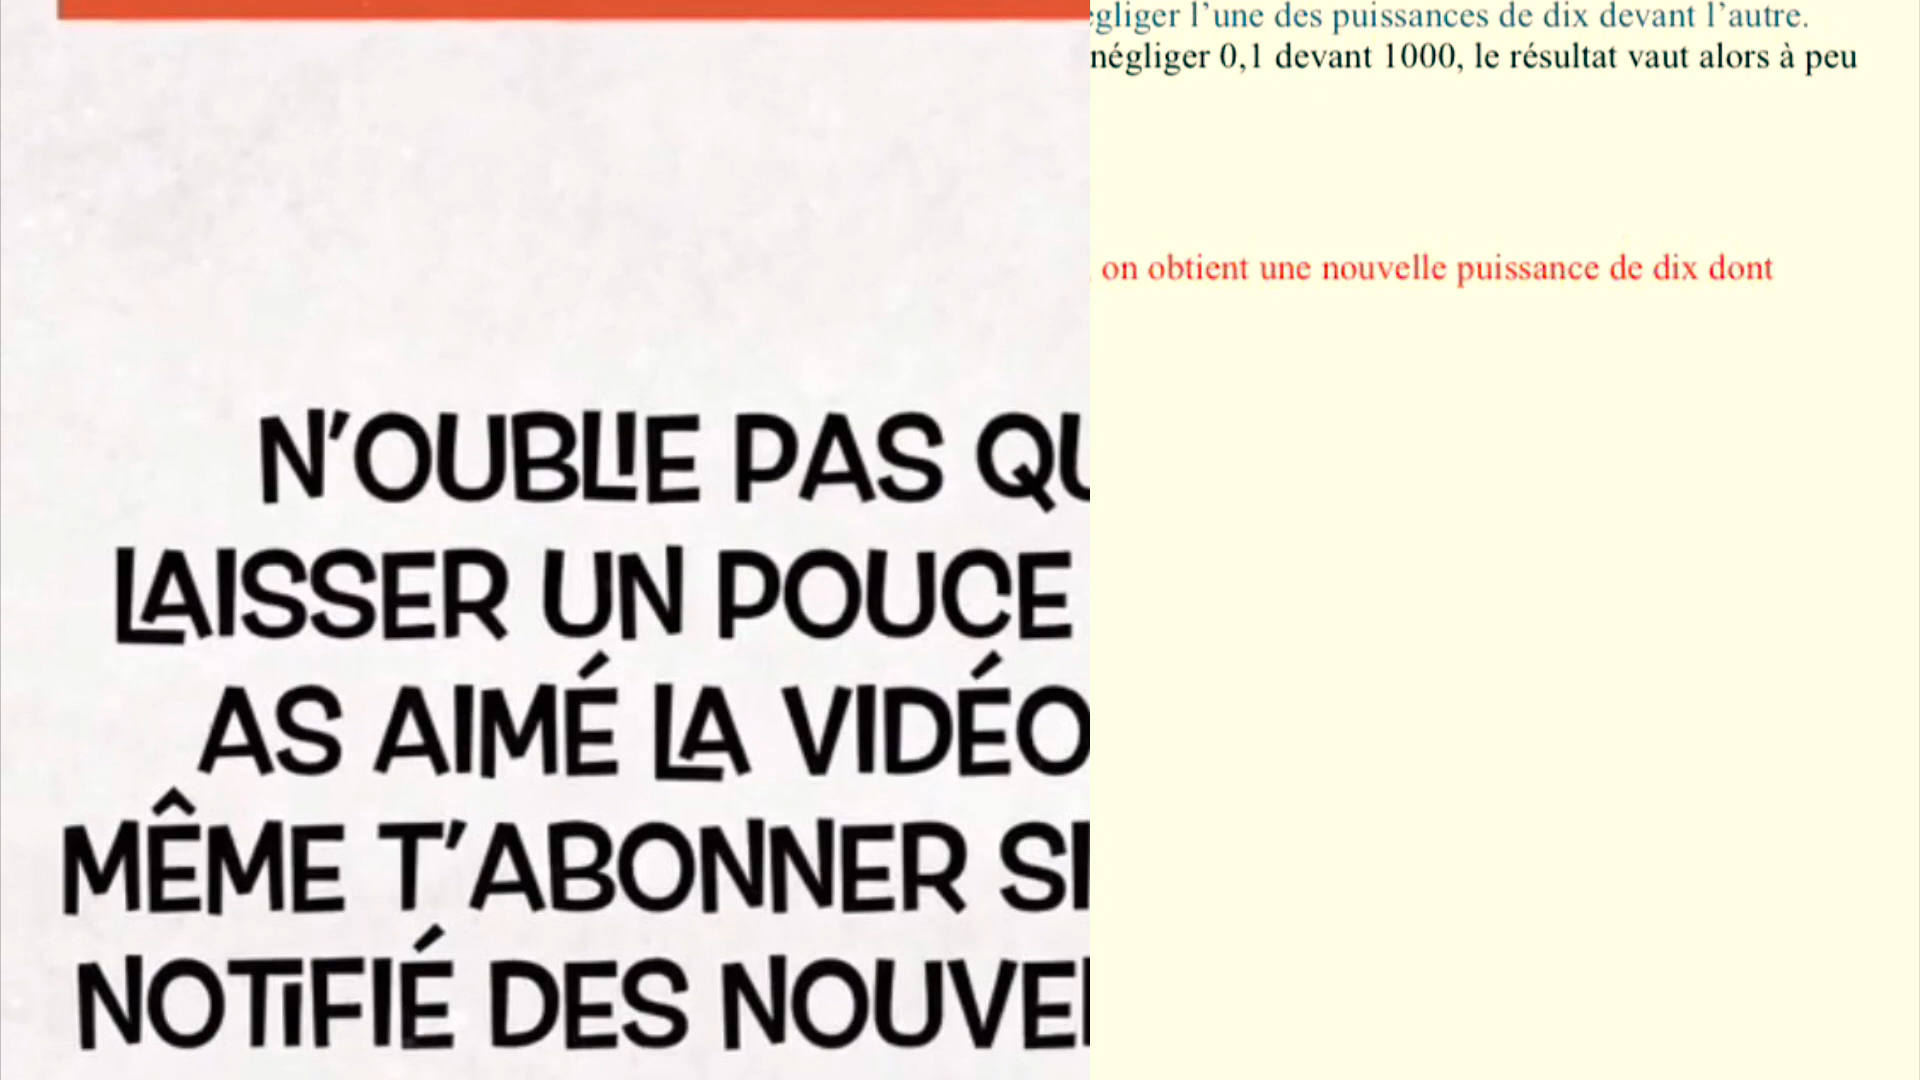 N'OUBLIE PAS QU
LAISSER UN POUCE
AS AIMÉ LA VIDÉO
MÊME T'ABONNER SI
NOTIFIÉ DES NOUVE
égliger l'une des puissances de dix devant l'autre.
négliger 0,1 devant 1000, le résultat vaut alors à peu
on obtient une nouvelle puissance de dix dont